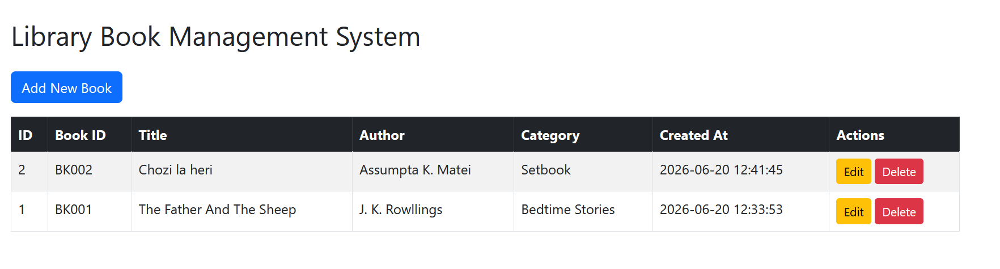 Library Book Management System
Add New Book
ID Book ID Title Author Category Created At Actions
2 BK002 Chozi la heri Assumpta K. Matei Setbook 2026-06-20 12:41:45 Edit Delete
1 BK001 The Father And The Sheep J. K. Rowllings Bedtime Stories 2026-06-20 12:33:53 Edit Delete